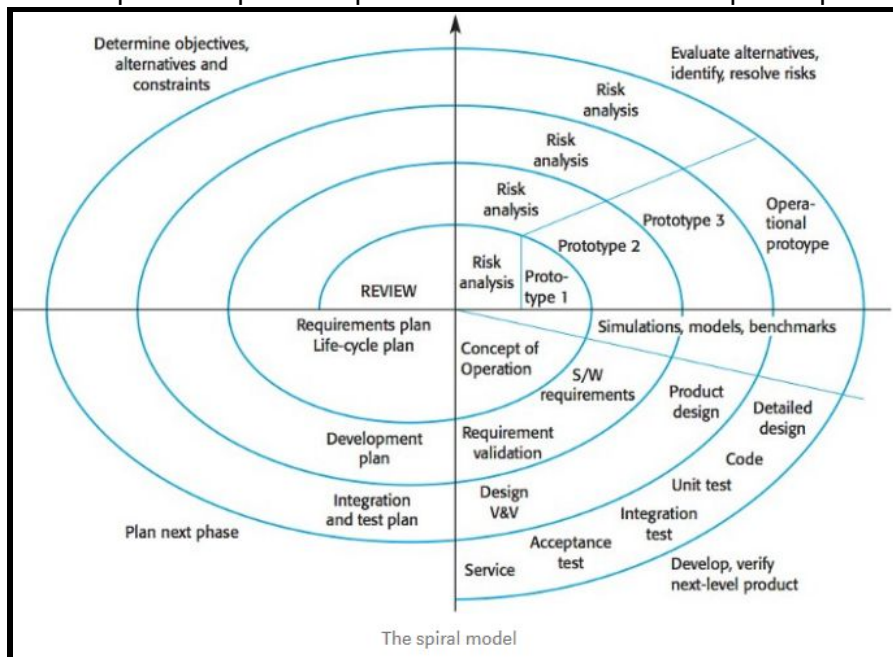 Determine objectives,
alternatives and
constraints
Evaluate alternatives,
identify, resolve risks
Risk
analysis
Risk
analysis
Risk
analysis
Risk
analysis
Proto-
type 1
Prototype 2
Prototype 3
Opera-
tional
protoype
REVIEW
Requirements plan
Life-cycle plan
Simulations, models, benchmarks
Concept of
Operation
S/W
requirements
Product
design
Detailed
design
Development
plan
Requirement
validation
Code
Unit test
Integration
and test plan
Design
V&V
Integration
test
Plan next phase
Acceptance
test
Service
Develop, verify
next-level product
The spiral model